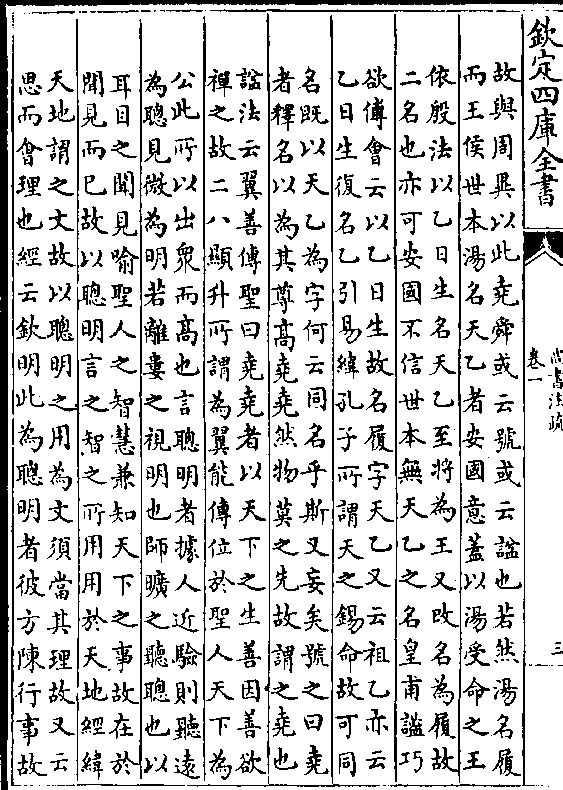 欽定四庫全書
尚書注疏
卷一
三
故與周異以此堯舜或云號或云諡也若然湯名履
而王侯世本湯名天乙者安國意蓋以湯受命之王
依殷法以乙日生名天乙至將為王又改名為履故
二名也亦可安國不信世本無天乙之名皇甫謐巧
欲傅會云以乙日生故名履字天乙又云祖乙亦云
乙日生復名乙引易緯孔子所謂天之錫命故可同
名既以天乙為字何云同名乎斯又妄矣號之曰堯
者釋名以為其尊高堯堯然物莫之先故謂之堯也
諡法云翼善傳聖曰堯堯者以天下之生善因善欲
禪之故二八顯升所謂為翼能傳位於聖人天下為
公此所以出衆而高也言聰明者據人近驗則聽遠
為聰見微為明若離婁之視明也師曠之聽聰也以
耳目之聞見喻聖人之智慧兼知天下之事故在於
聞見而已故以聰明言之智之所用用於天地經緯
天地謂之文故以聰明之用為文須當其理故又云
思而會理也經云欽明此為聰明者彼方陳行事故